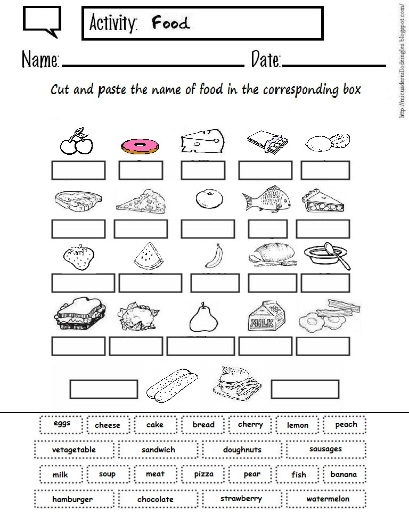 Activity: Food
Name: Date:
Cut and paste the name of food in the corresponding box
MILK
eggs cheese cake bread cherry lemon peach
vetagetable sandwich doughnuts sausages
milk soup meat pizza pear fish banana
hamburger chocolate strawberry watermelon